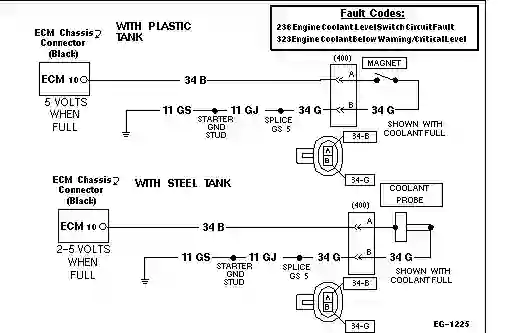 Fault Codes:
236 Engine Coolant Level Switch Circuit Fault
323 Engine Coolant Below Warning/Critical Level
ECM Chassis
Connector
(Black)
WITH PLASTIC
TANK
ECM 10
5 VOLTS
WHEN
FULL
34 B
(400)
A
MAGNET
11 GS
11 GJ
34 G
B
34 G
STARTER
GND
STUD
SPLICE
GS 5
SHOWN WITH
COOLANT FULL
34-B
A
B
34-G
ECM Chassis
Connector
(Black)
WITH STEEL TANK
ECM 10
2-5 VOLTS
WHEN
FULL
34 B
(400)
A
COOLANT
PROBE
11 GS
11 GJ
34 G
B
34 G
STARTER
GND
STUD
SPLICE
GS 5
SHOWN WITH
COOLANT FULL
34-B
A
B
34-G
EG-1225